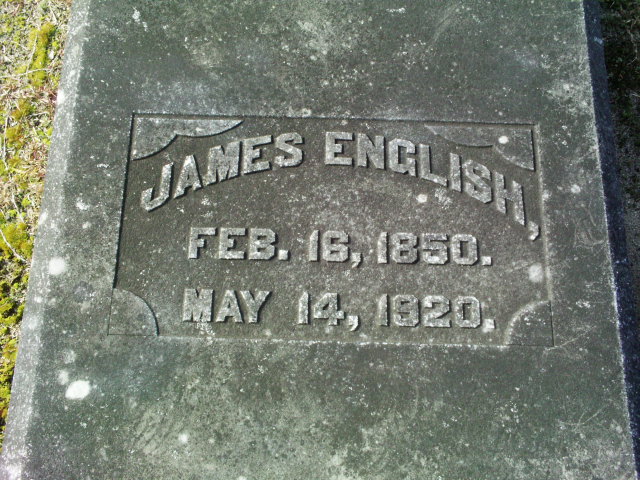 JAMES ENGLISH,
FEB. 16, 1850.
MAY 14, 1920.